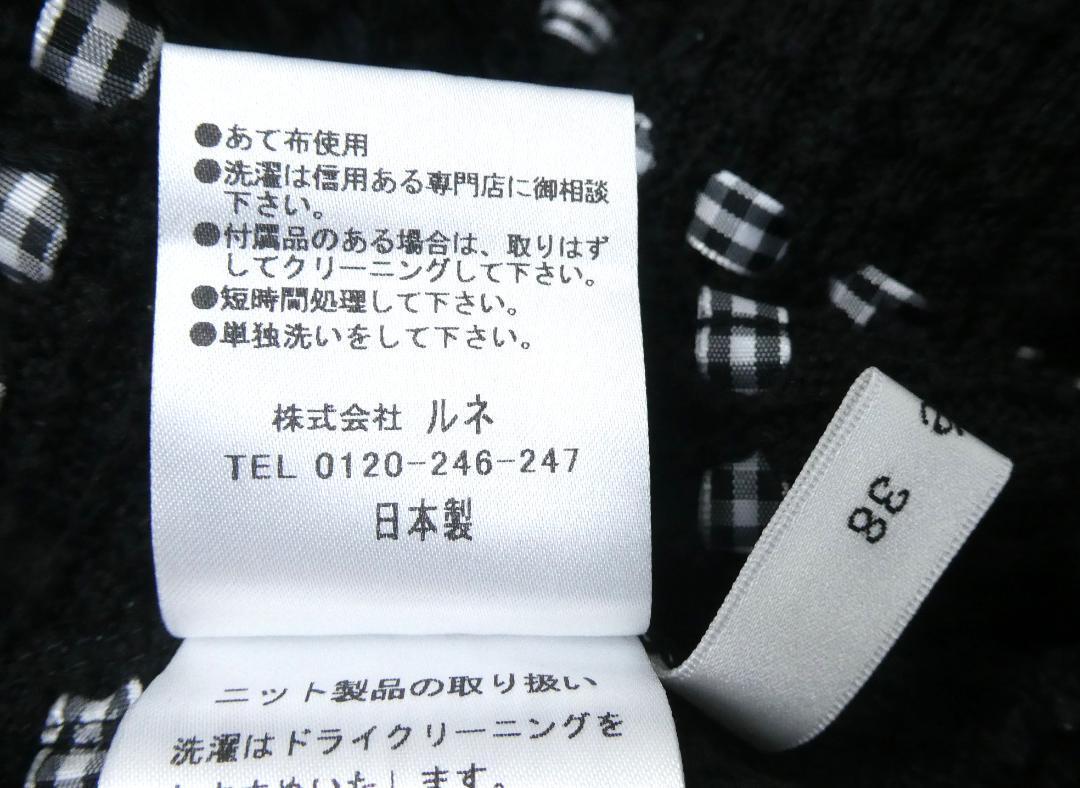 ●あて布使用
●洗濯は信用ある専門店に御相談
下さい。
●付属品のある場合は、取りはず
してクリーニングして下さい。
●短時間処理して下さい。
●単独洗いをして下さい。
株式会社 ルネ
TEL 0120-246-247
日本製
38
ニット製品の取り扱い
洗濯はドライクリーニングを